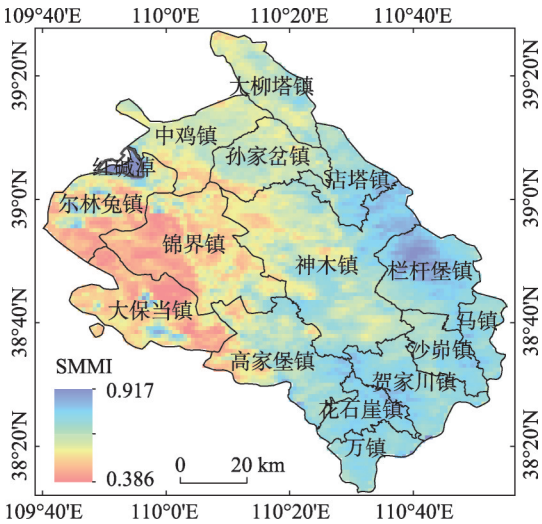 109°40′E 110°0′E 110°20′E 110°40′E
39°20′N
39°20′N
大柳塔镇
中鸡镇
孙家岔镇
红碱淖
店塔镇
39°0′N
39°0′N
尔林兔镇
锦界镇
神木镇
栏杆堡镇
大保当镇
马镇
38°40′N
38°40′N
沙峁镇
高家堡镇
贺家川镇
SMMI
0.917
花石崖镇
万镇
38°20′N
38°20′N
0.386
0 20 km
109°40′E 110°0′E 110°20′E 110°40′E